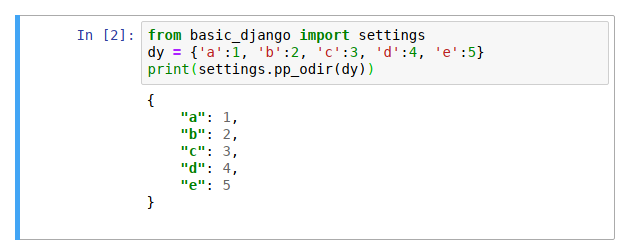 In [2]: from basic_django import settings
dy = {'a':1, 'b':2, 'c':3, 'd':4, 'e':5}
print(settings.pp_odir(dy))
{
    "a": 1,
    "b": 2,
    "c": 3,
    "d": 4,
    "e": 5
}